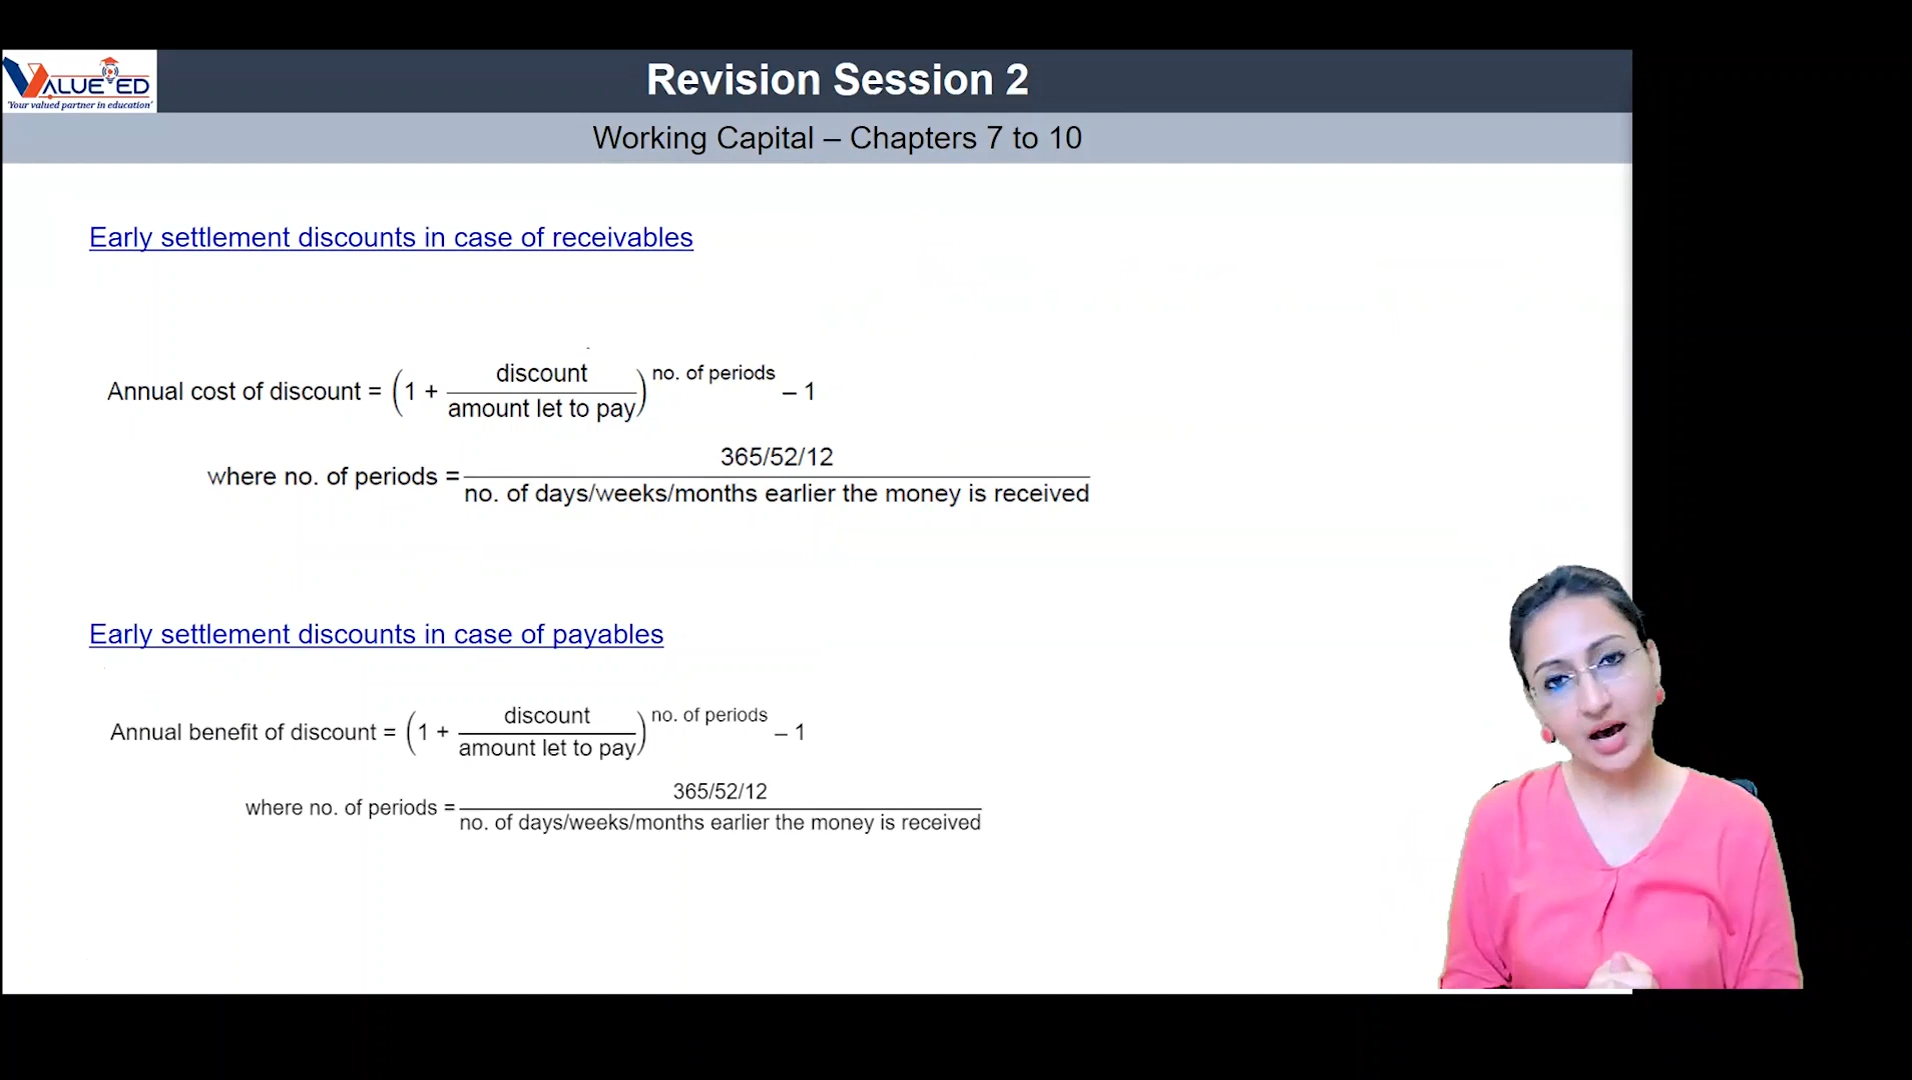 VALUE ED
'Your valued partner in education'
Revision Session 2
Working Capital – Chapters 7 to 10
Early settlement discounts in case of receivables
Annual cost of discount = (1 + discount / amount let to pay)^no. of periods – 1
where no. of periods = 365/52/12 / no. of days/weeks/months earlier the money is received
Early settlement discounts in case of payables
Annual benefit of discount = (1 + discount / amount let to pay)^no. of periods – 1
where no. of periods = 365/52/12 / no. of days/weeks/months earlier the money is received